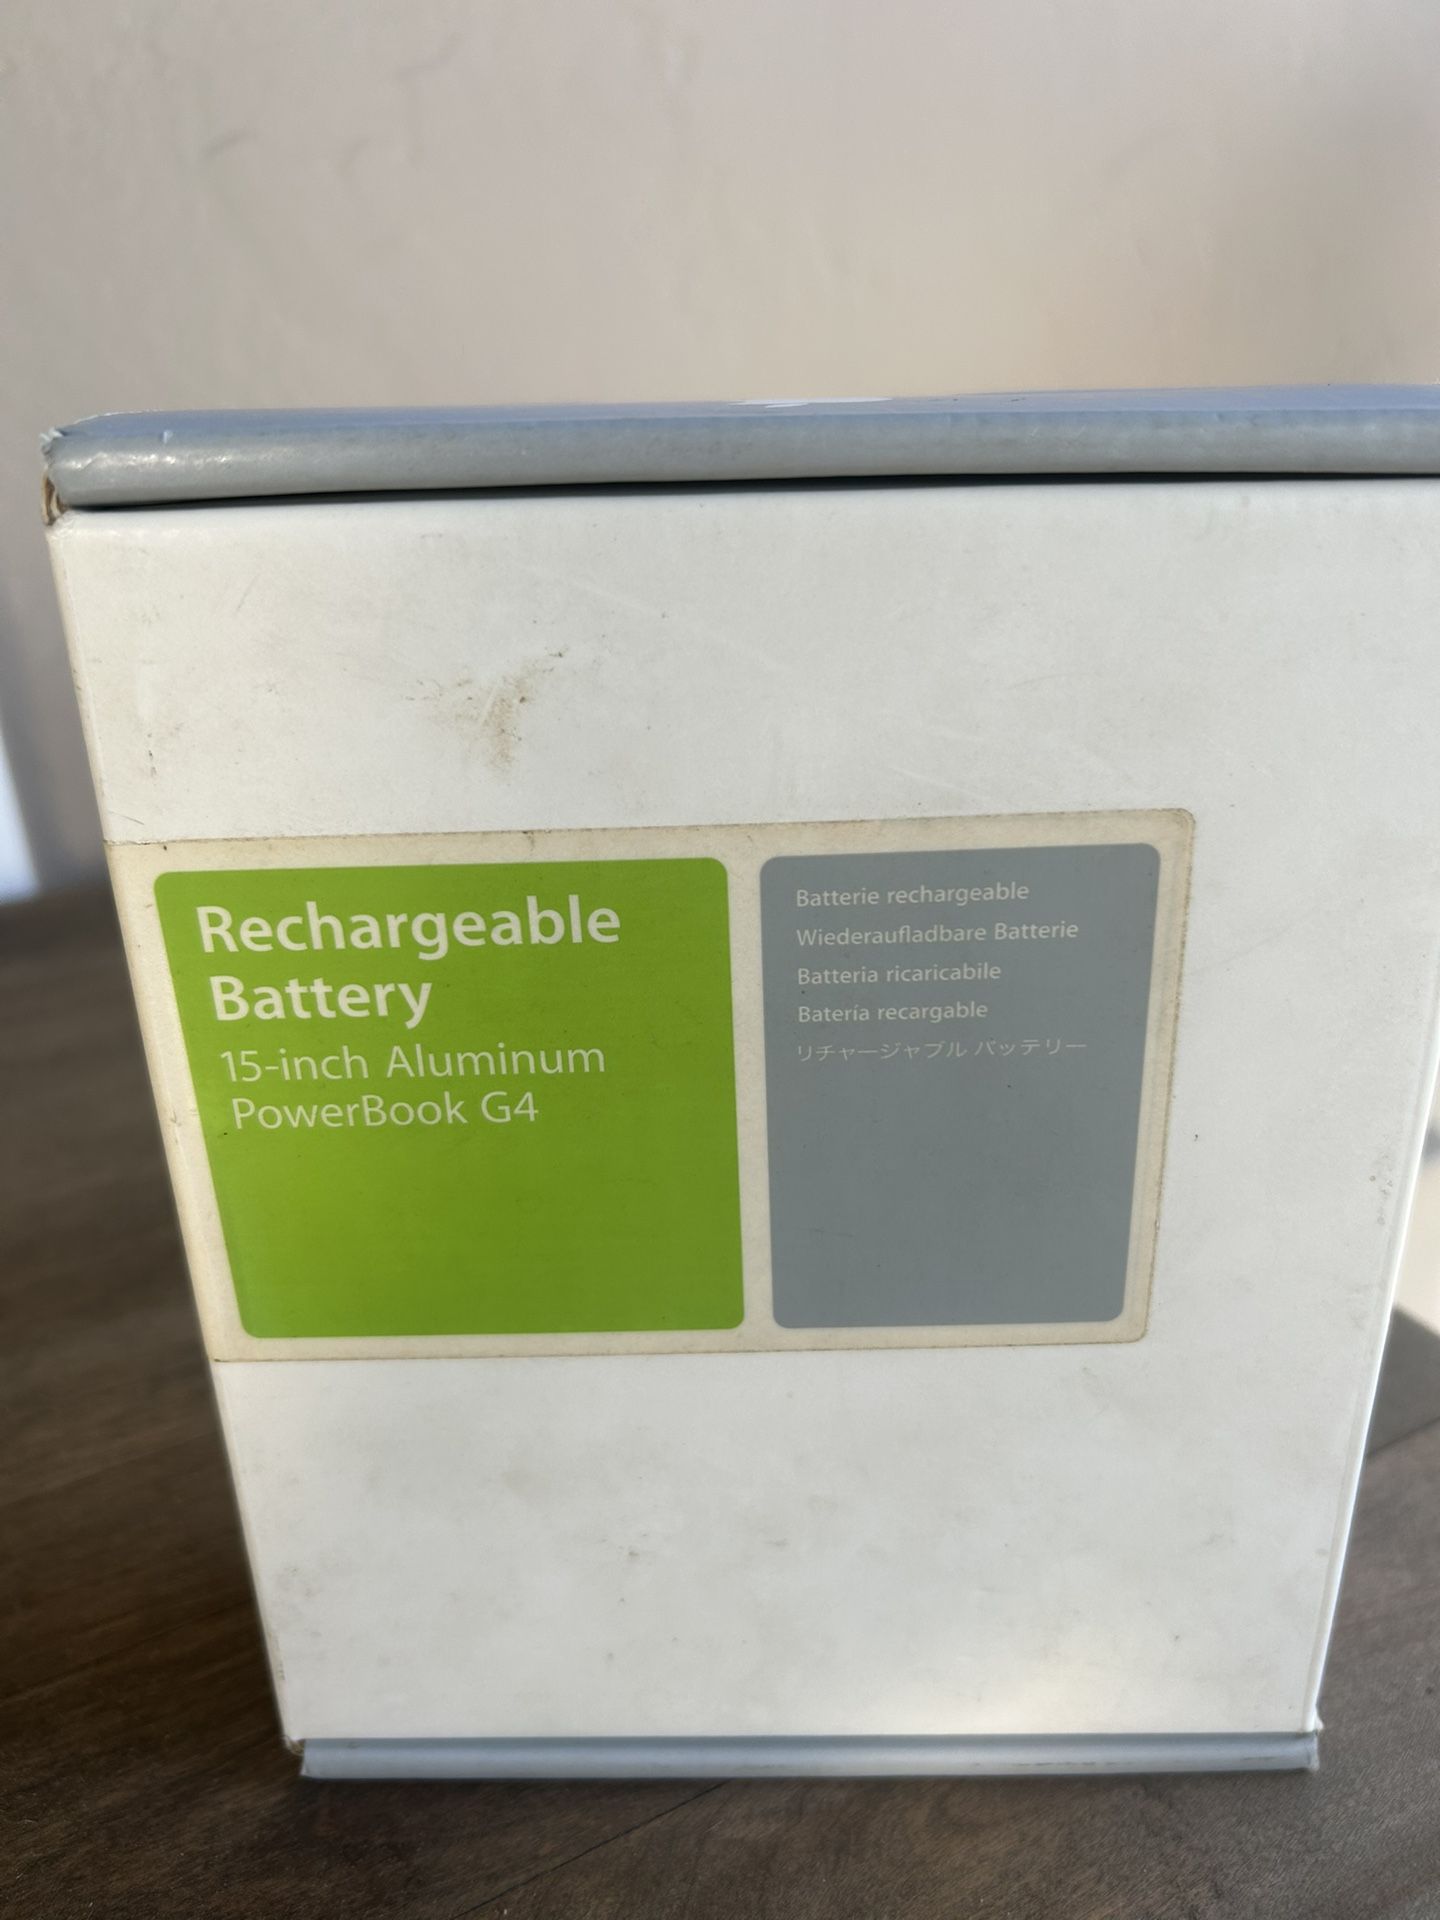 Rechargeable
Battery
15-inch Aluminum
PowerBook G4
Batterie rechargeable
Wiederaufladbare Batterie
Batteria ricaricabile
Batería recargable
リチャージャブル バッテリー